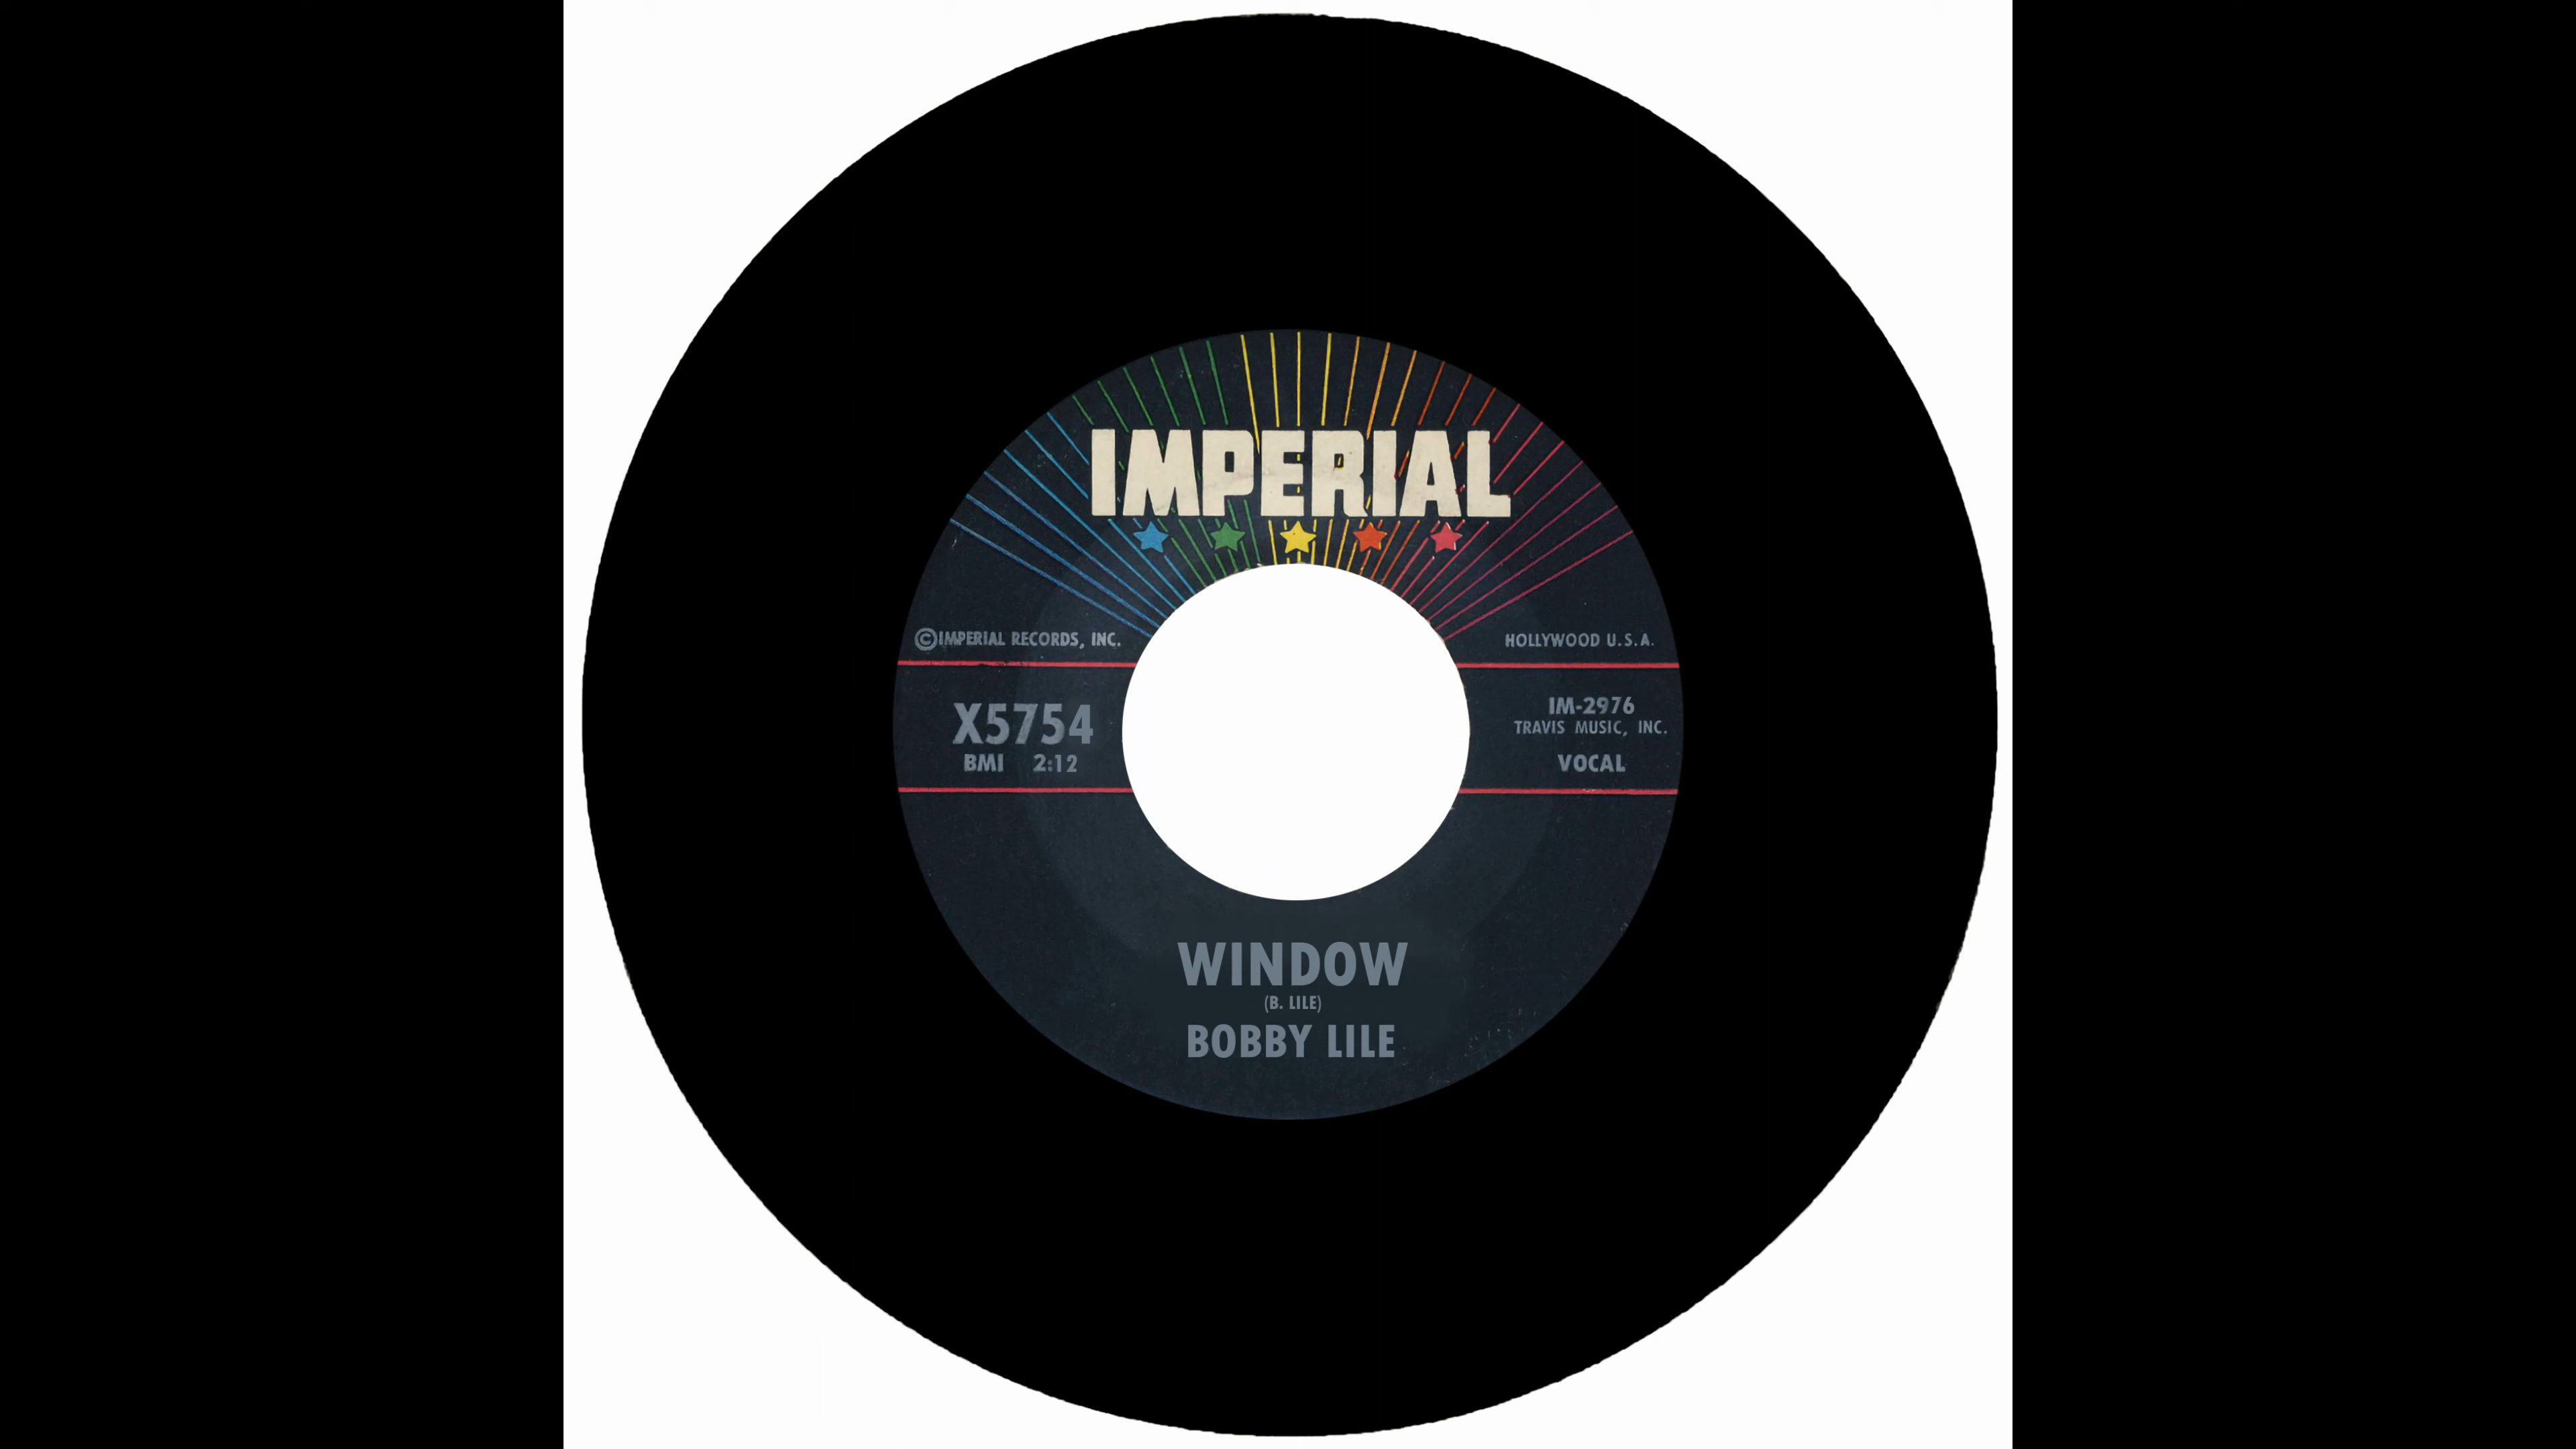 IMPERIAL
©IMPERIAL RECORDS, INC.
HOLLYWOOD U.S.A.
X5754
BMI 2:12
IM-2976
TRAVIS MUSIC, INC.
VOCAL
WINDOW
(B. LILE)
BOBBY LILE